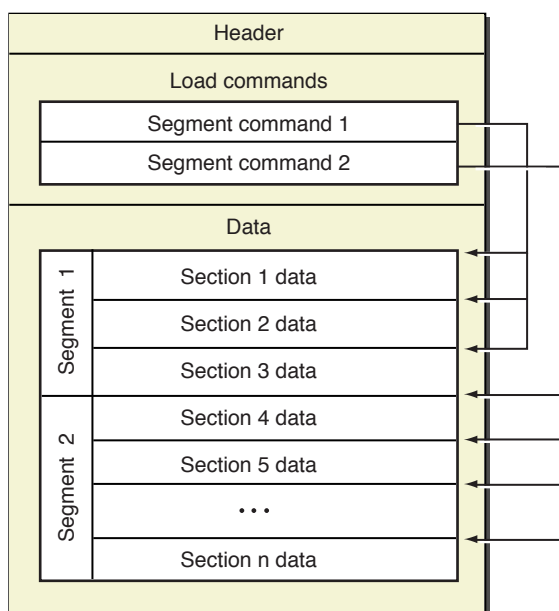 Header
Load commands
Segment command 1
Segment command 2
Data
Segment 1
Section 1 data
Section 2 data
Section 3 data
Segment 2
Section 4 data
Section 5 data
...
Section n data